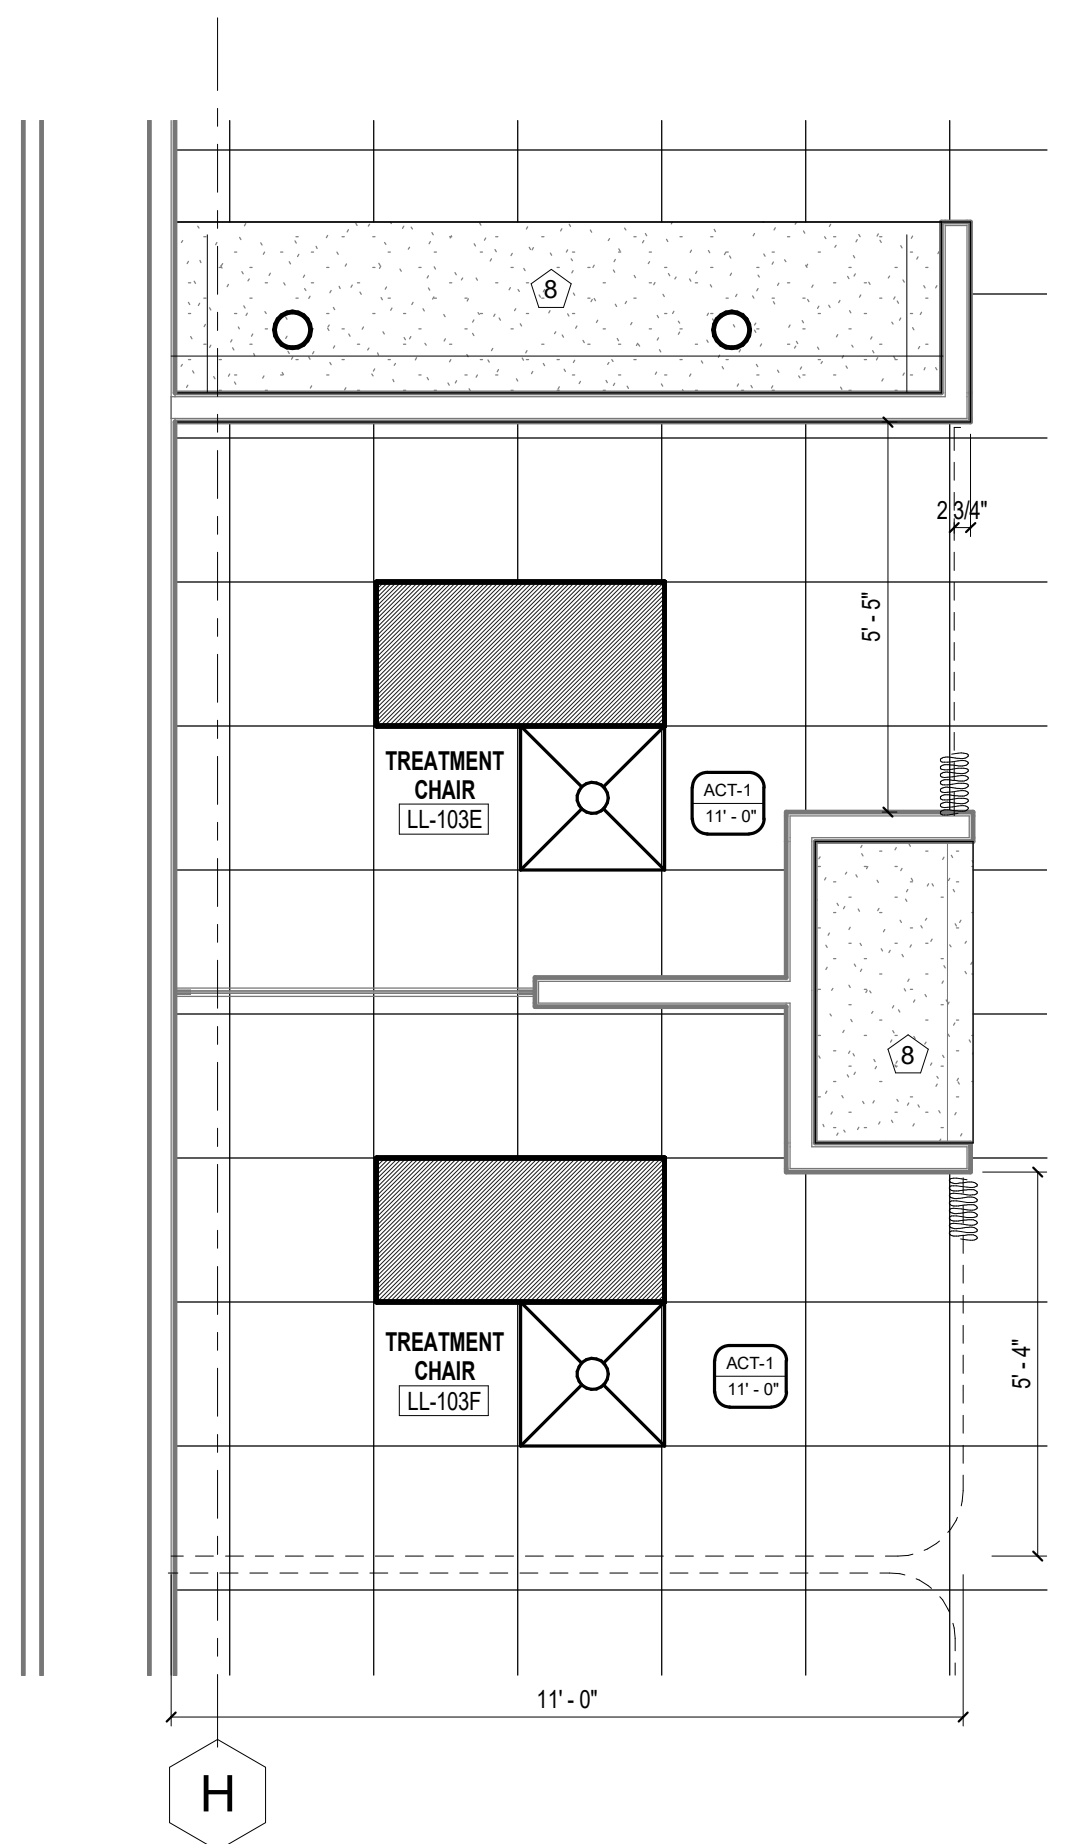 8
2 3/4"
5' - 5"
TREATMENT
CHAIR
LL-103E
ACT-1
11' - 0"
8
TREATMENT
CHAIR
LL-103F
ACT-1
11' - 0"
5' - 4"
11' - 0"
H